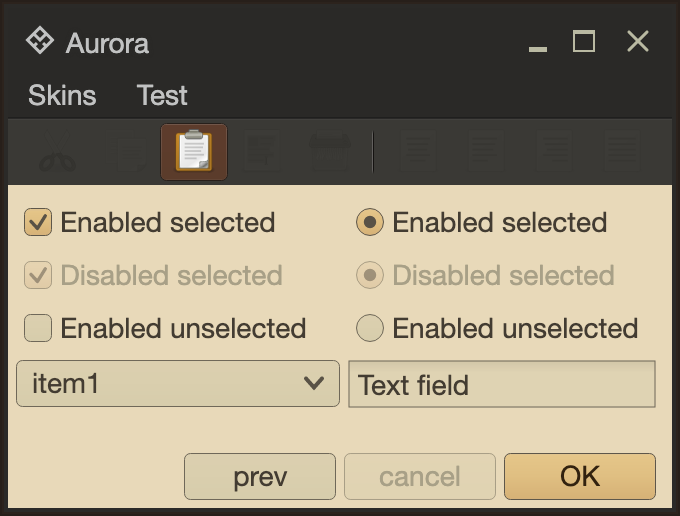 Aurora
Skins Test
Enabled selected Enabled selected
Disabled selected Disabled selected
Enabled unselected Enabled unselected
item1 Text field
prev cancel OK